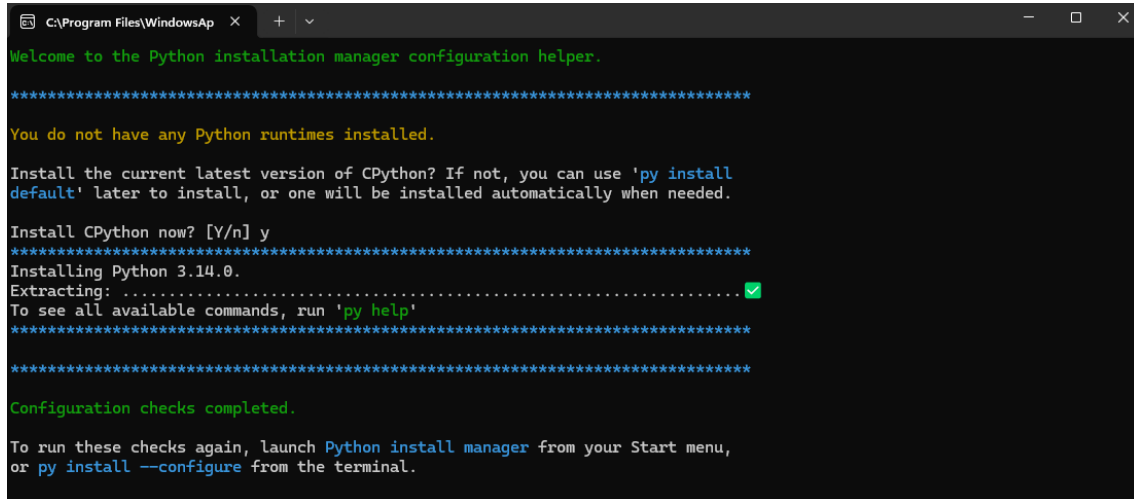 C:\Program Files\WindowsAp
Welcome to the Python installation manager configuration helper.
*******************************************************************************
You do not have any Python runtimes installed.
Install the current latest version of CPython? If not, you can use 'py install
default' later to install, or one will be installed automatically when needed.
Install CPython now? [Y/n] y
*******************************************************************************
Installing Python 3.14.0.
Extracting: ..................................................................✅
To see all available commands, run 'py help'
*******************************************************************************
*******************************************************************************
Configuration checks completed.
To run these checks again, launch Python install manager from your Start menu,
or py install --configure from the terminal.